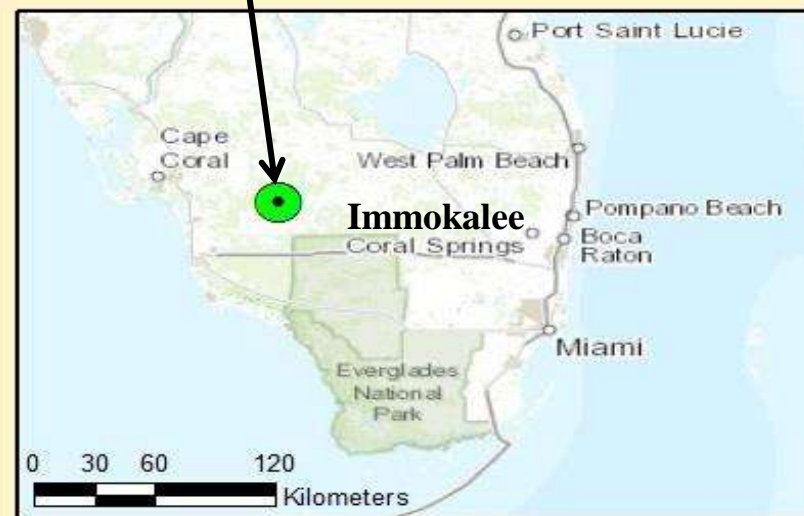 Port Saint Lucie
Cape
Coral
West Palm Beach
Immokalee
Pompano Beach
Coral Springs
Boca
Raton
Miami
Everglades
National
Park
0 30 60 120
Kilometers